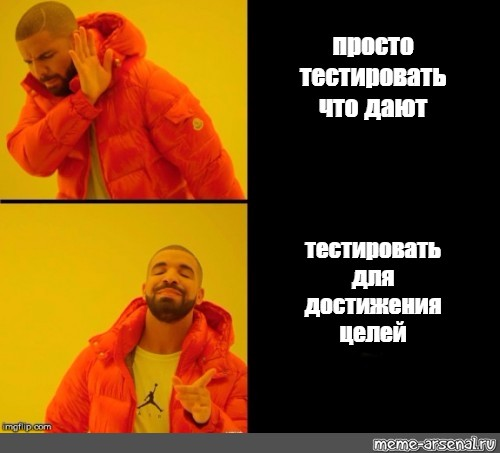 просто
тестировать
что дают
тестировать
для
достижения
целей
imgflip.com
meme-arsenal.ru